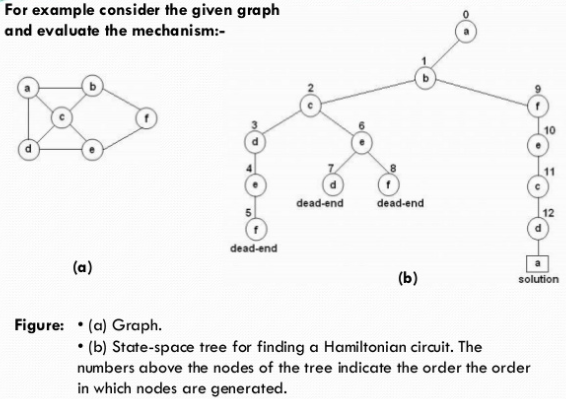 For example consider the given graph
and evaluate the mechanism:-
a b
c f
d e
(a)
0
a
1
b
2 9
c f
3 6 10
d e e
4 7 8 11
e d f c
dead-end dead-end
5 12
f d
dead-end
a
solution
(b)
Figure: • (a) Graph.
• (b) State-space tree for finding a Hamiltonian circuit. The
numbers above the nodes of the tree indicate the order the order
in which nodes are generated.